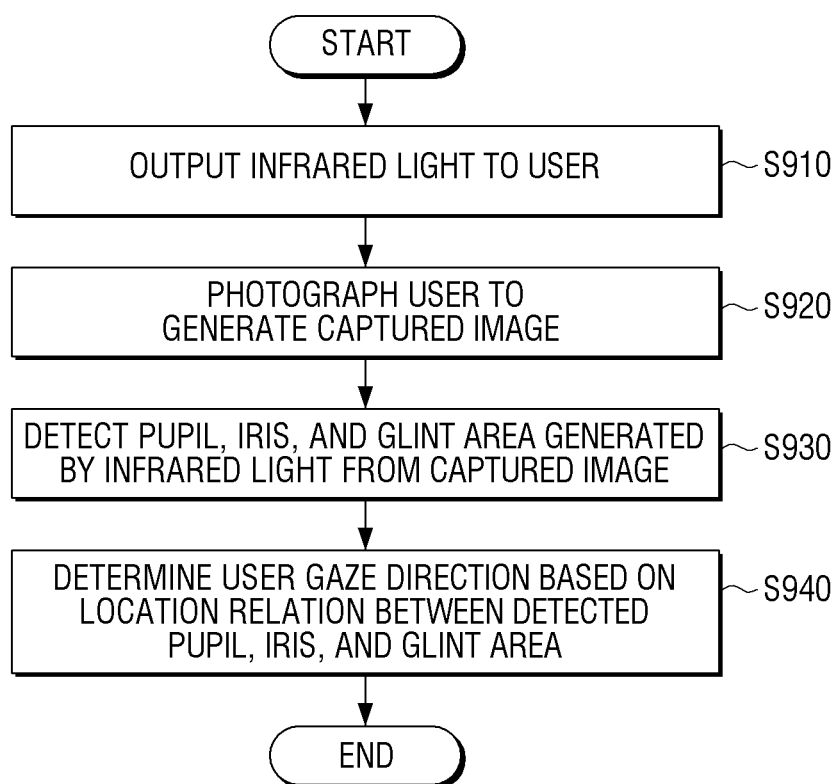 START
OUTPUT INFRARED LIGHT TO USER
S910
PHOTOGRAPH USER TO
GENERATE CAPTURED IMAGE
S920
DETECT PUPIL, IRIS, AND GLINT AREA GENERATED
BY INFRARED LIGHT FROM CAPTURED IMAGE
S930
DETERMINE USER GAZE DIRECTION BASED ON
LOCATION RELATION BETWEEN DETECTED
PUPIL, IRIS, AND GLINT AREA
S940
END